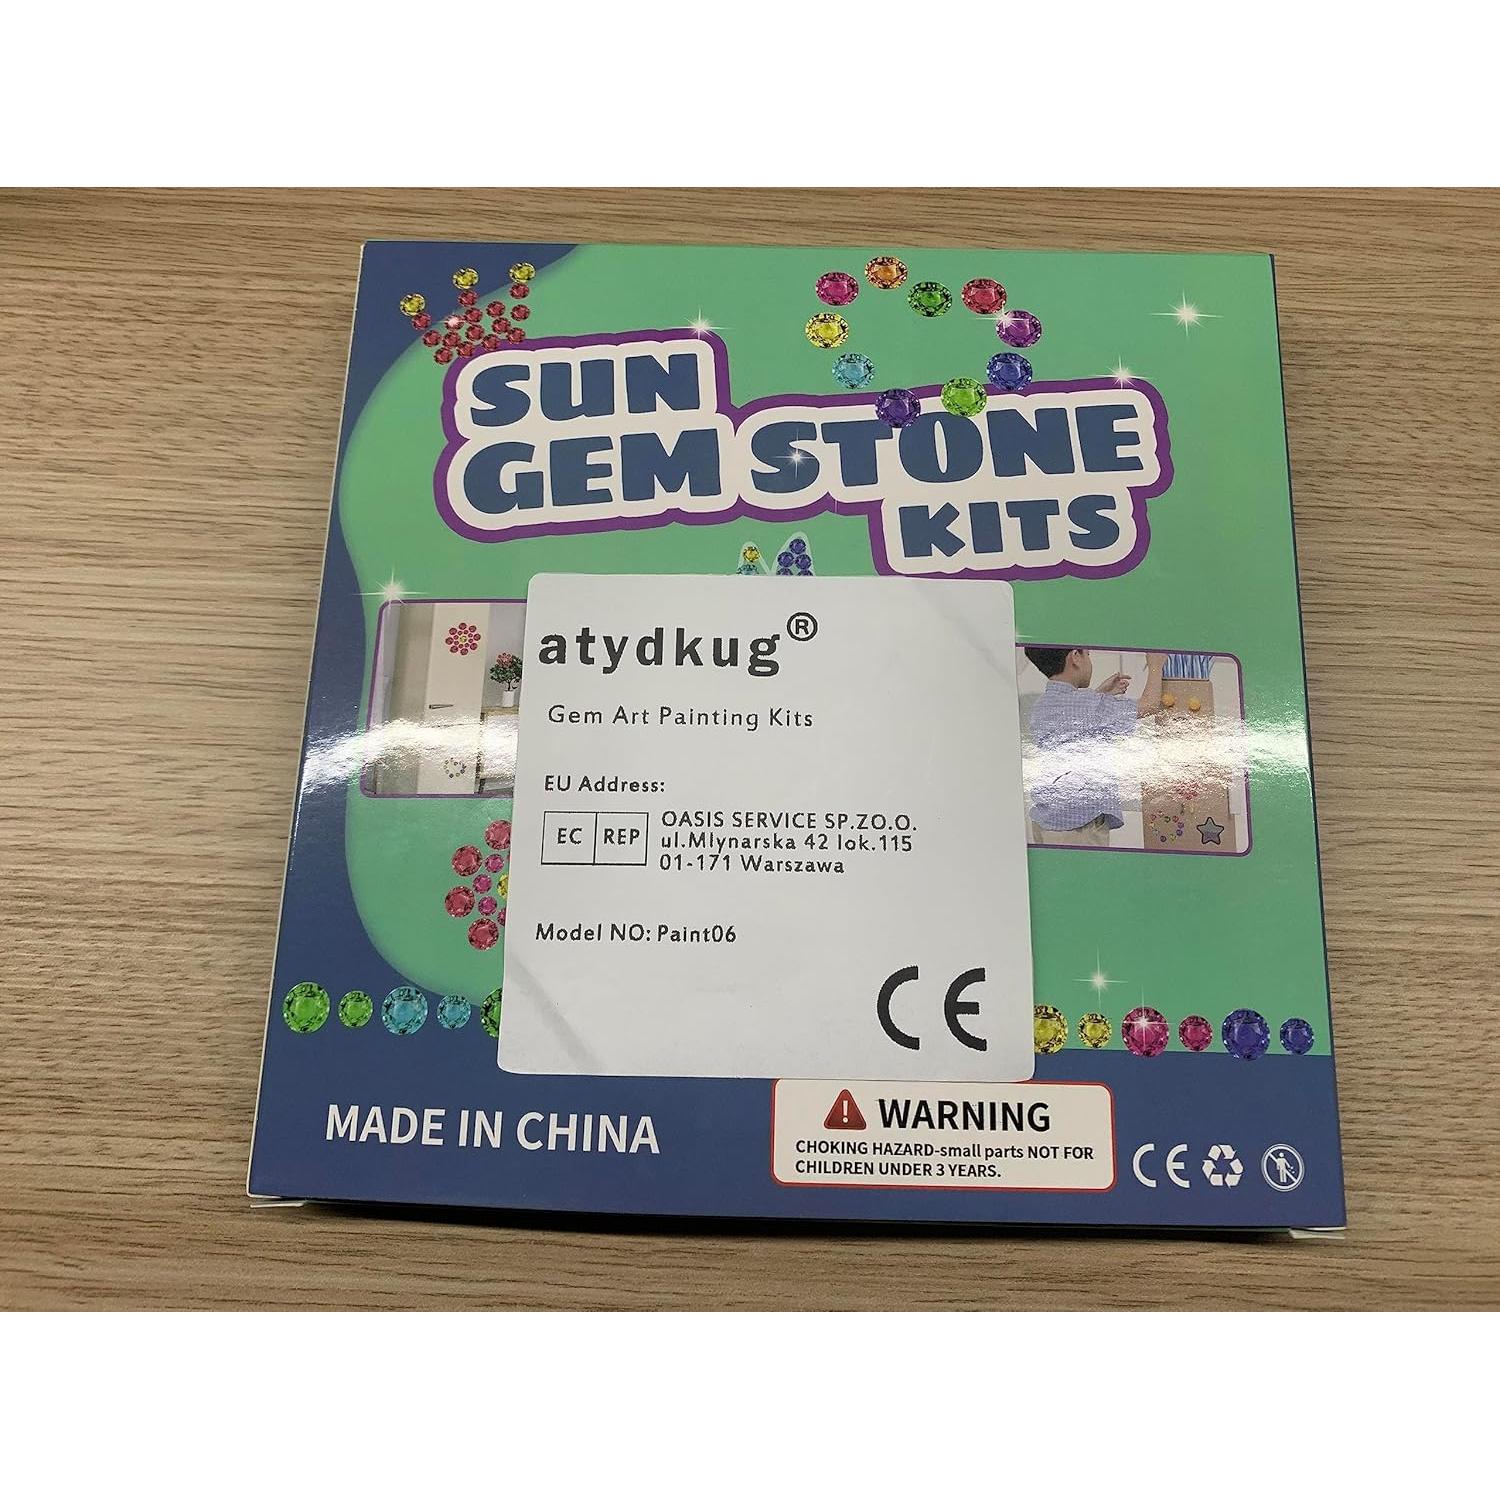 SUN
GEM STONE
KITS
atydkug®
Gem Art Painting Kits
EU Address:
EC REP
OASIS SERVICE SP.ZO.O.
ul.Mlynarska 42 lok.115
01-171 Warszawa
Model NO: Paint06
CE
MADE IN CHINA
WARNING
CHOKING HAZARD-small parts NOT FOR
CHILDREN UNDER 3 YEARS.
CE